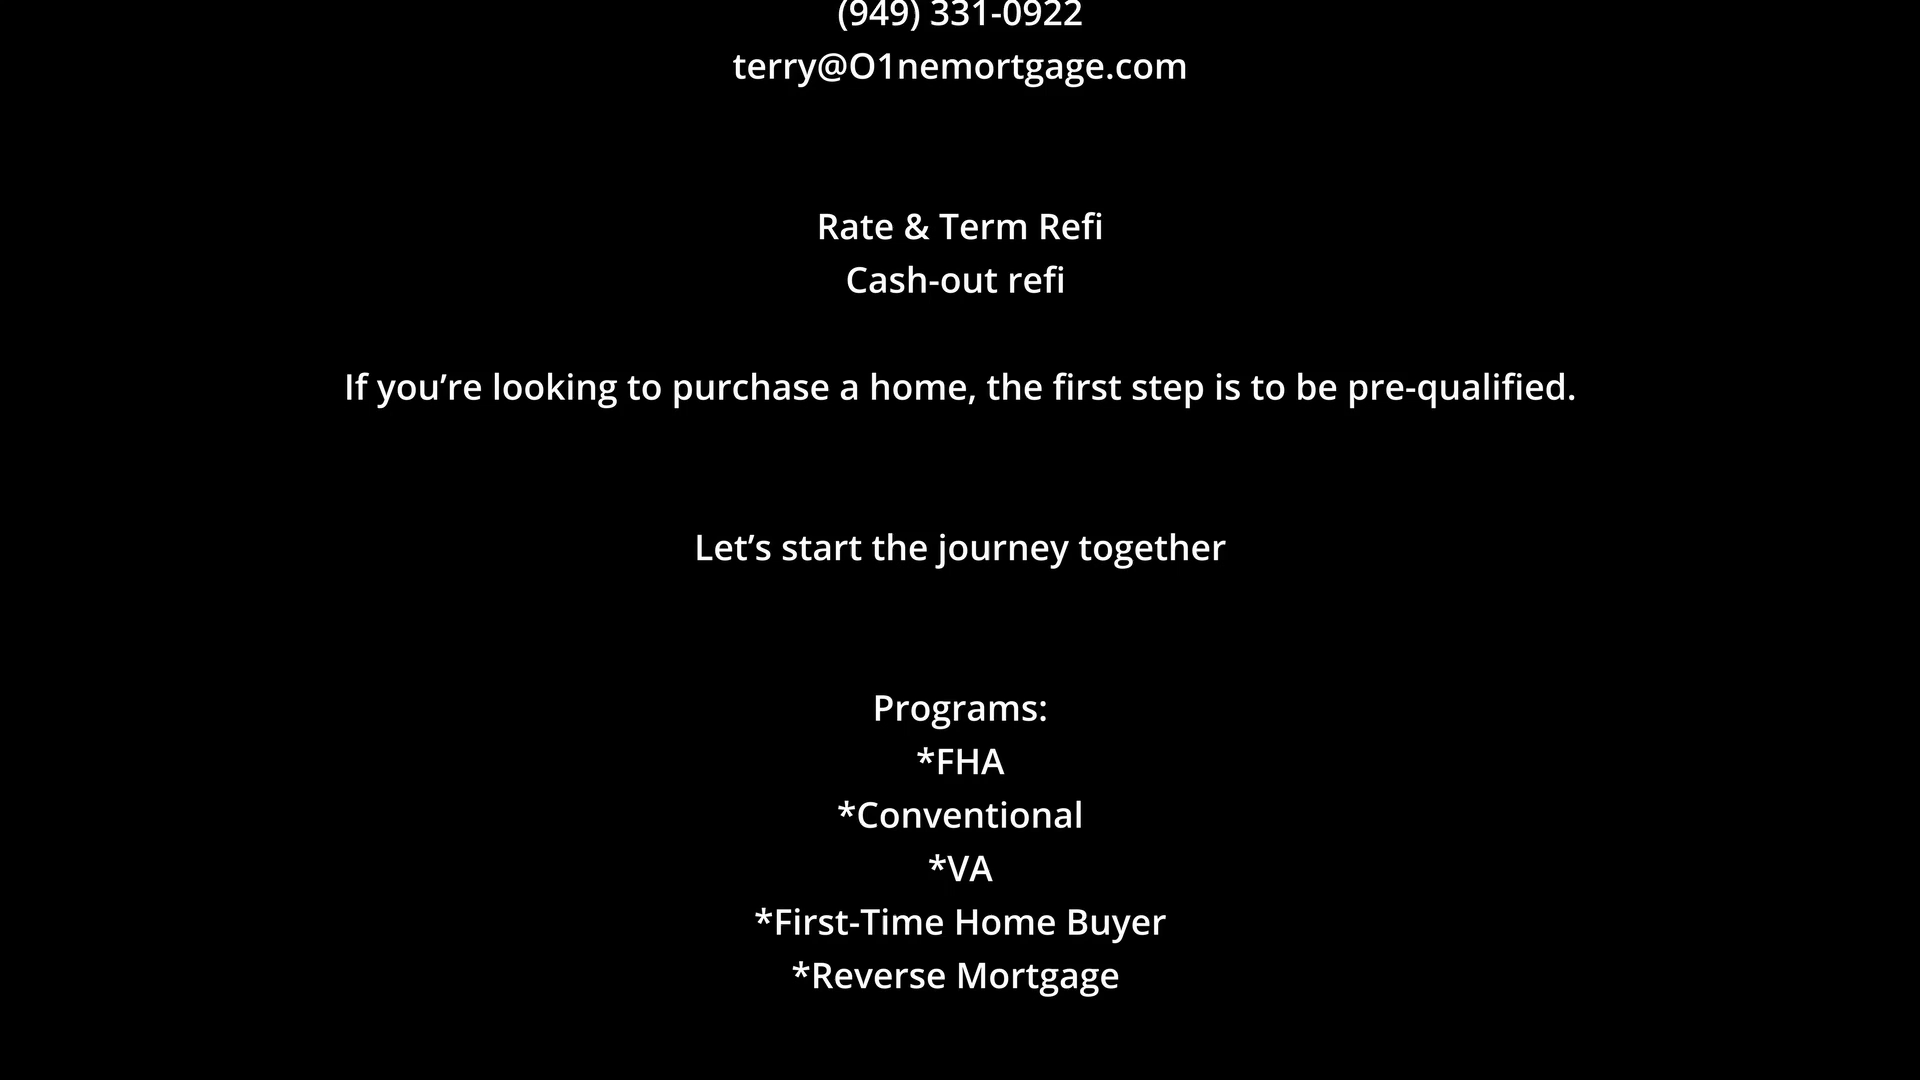 (949) 331-0922
terry@O1nemortgage.com
Rate & Term Refi
Cash-out refi
If you’re looking to purchase a home, the first step is to be pre-qualified.
Let’s start the journey together
Programs:
*FHA
*Conventional
*VA
*First-Time Home Buyer
*Reverse Mortgage